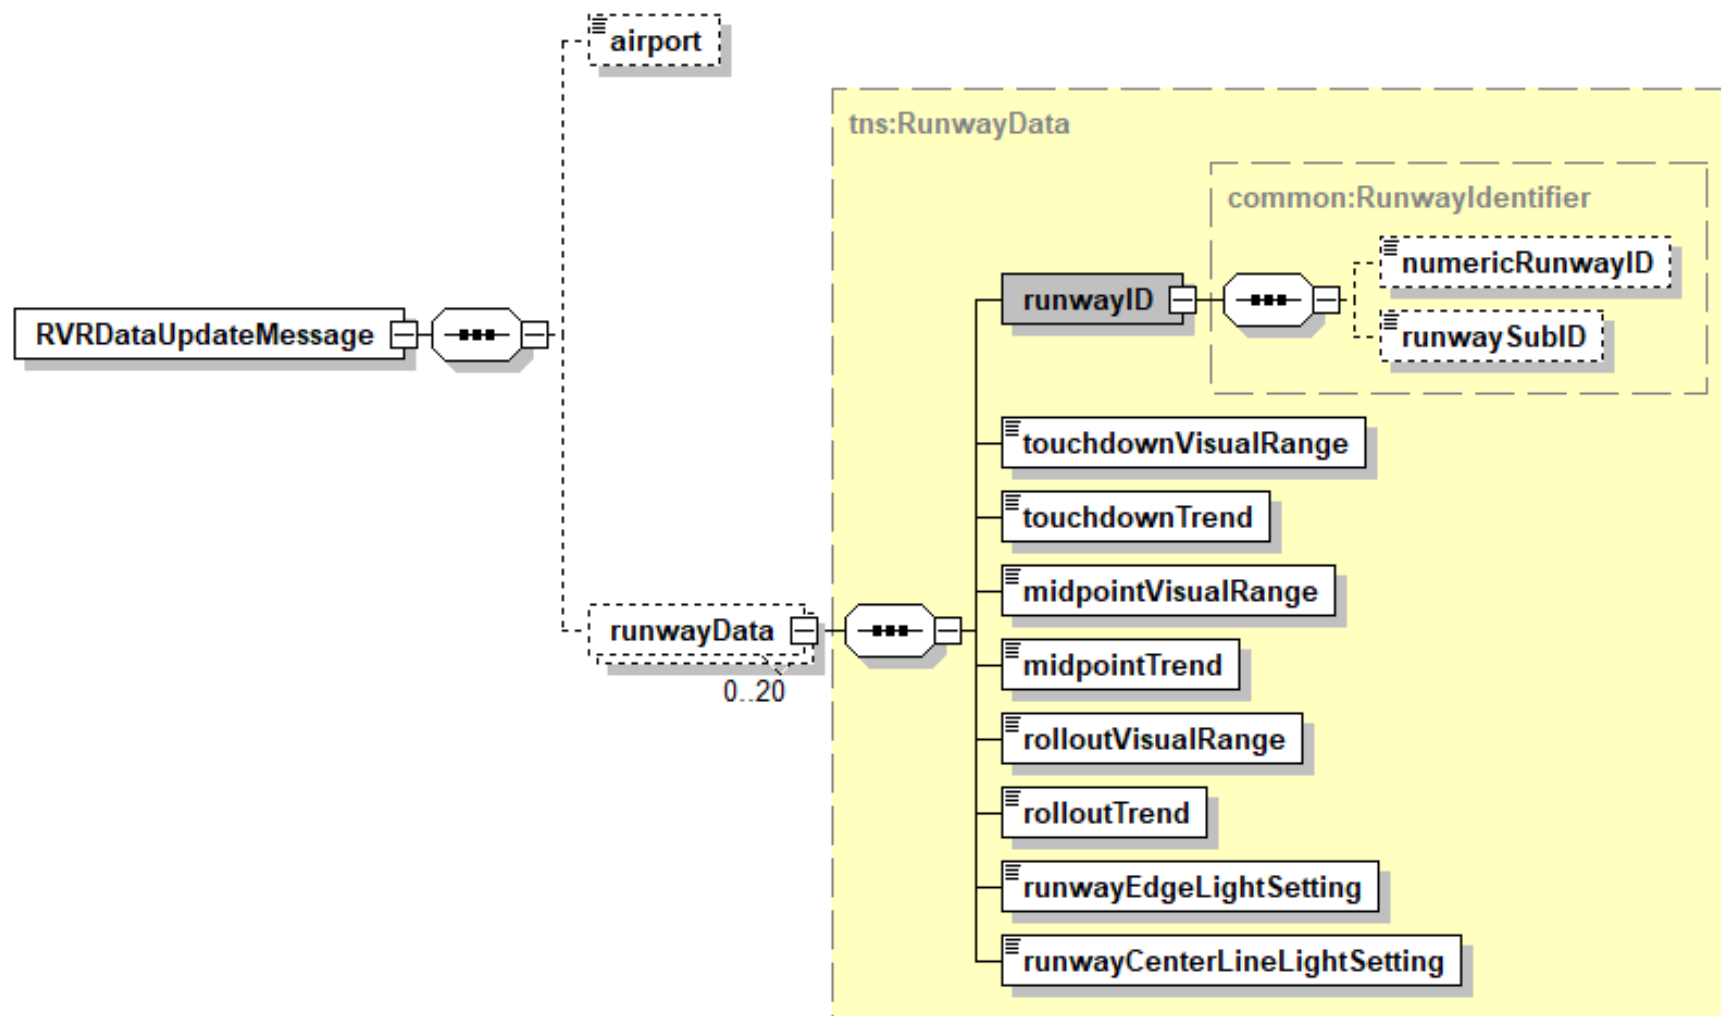 airport
tns:RunwayData
common:RunwayIdentifier
numericRunwayID
runwayID
runwaySubID
RVRDataUpdateMessage
touchdownVisualRange
touchdownTrend
midpointVisualRange
runwayData
midpointTrend
0..20
rolloutVisualRange
rolloutTrend
runwayEdgeLightSetting
runwayCenterLineLightSetting